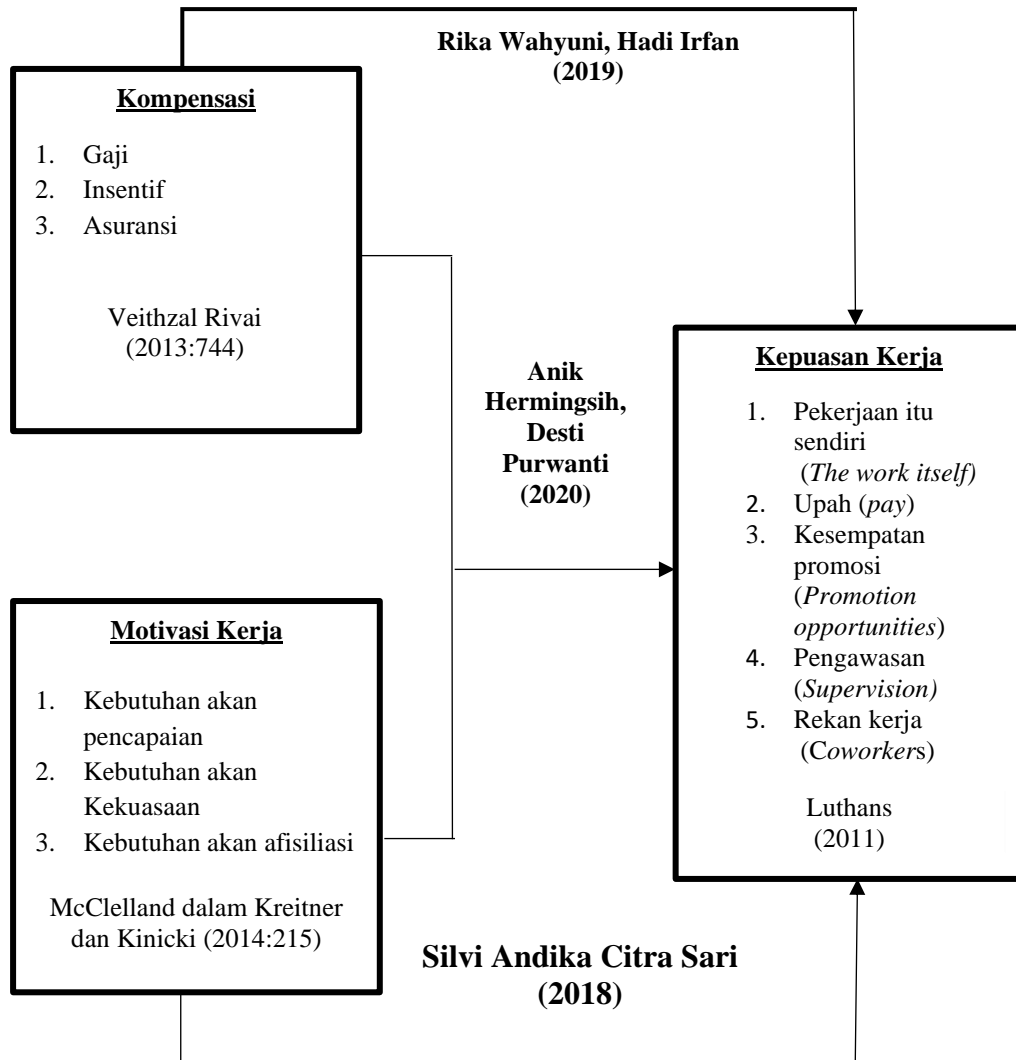 Rika Wahyuni, Hadi Irfan
(2019)
Kompensasi
1. Gaji
2. Insentif
3. Asuransi
Veithzal Rivai
(2013:744)
Anik
Hermingsih,
Desti
Purwanti
(2020)
Kepuasan Kerja
1. Pekerjaan itu
sendiri
(The work itself)
2. Upah (pay)
3. Kesempatan
promosi
(Promotion
opportunities)
4. Pengawasan
(Supervision)
5. Rekan kerja
(Coworkers)
Luthans
(2011)
Motivasi Kerja
1. Kebutuhan akan
pencapaian
2. Kebutuhan akan
Kekuasaan
3. Kebutuhan akan afisiliasi
McClelland dalam Kreitner
dan Kinicki (2014:215)
Silvi Andika Citra Sari
(2018)